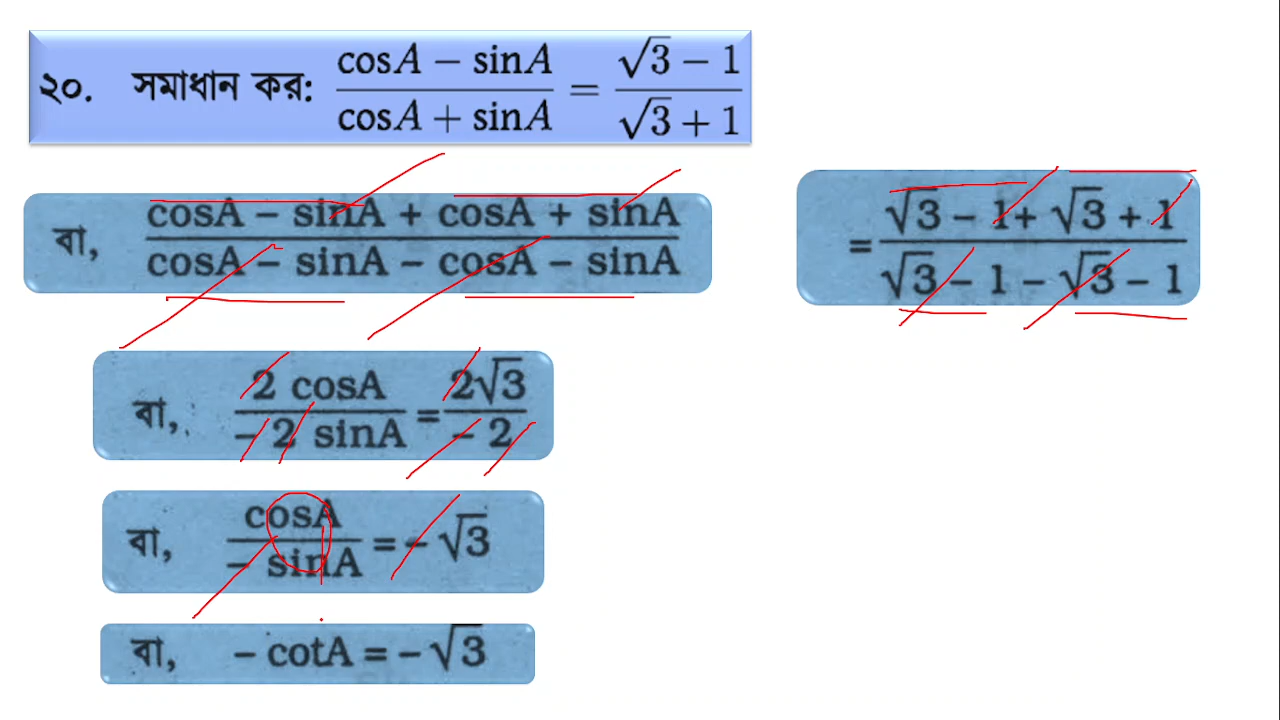 ২০. সমাধান কর: (cosA − sinA)/(cosA + sinA) = (√3 − 1)/(√3 + 1)
বা, (cosA − sinA + cosA + sinA)/(cosA − sinA − cosA − sinA) = (√3 − 1+ √3 + 1)/(√3 − 1 − √3 − 1)
বা, (2 cosA)/(− 2 sinA) = (2√3)/(− 2)
বা, (cosA)/(− sinA) = − √3
বা, − cotA = − √3